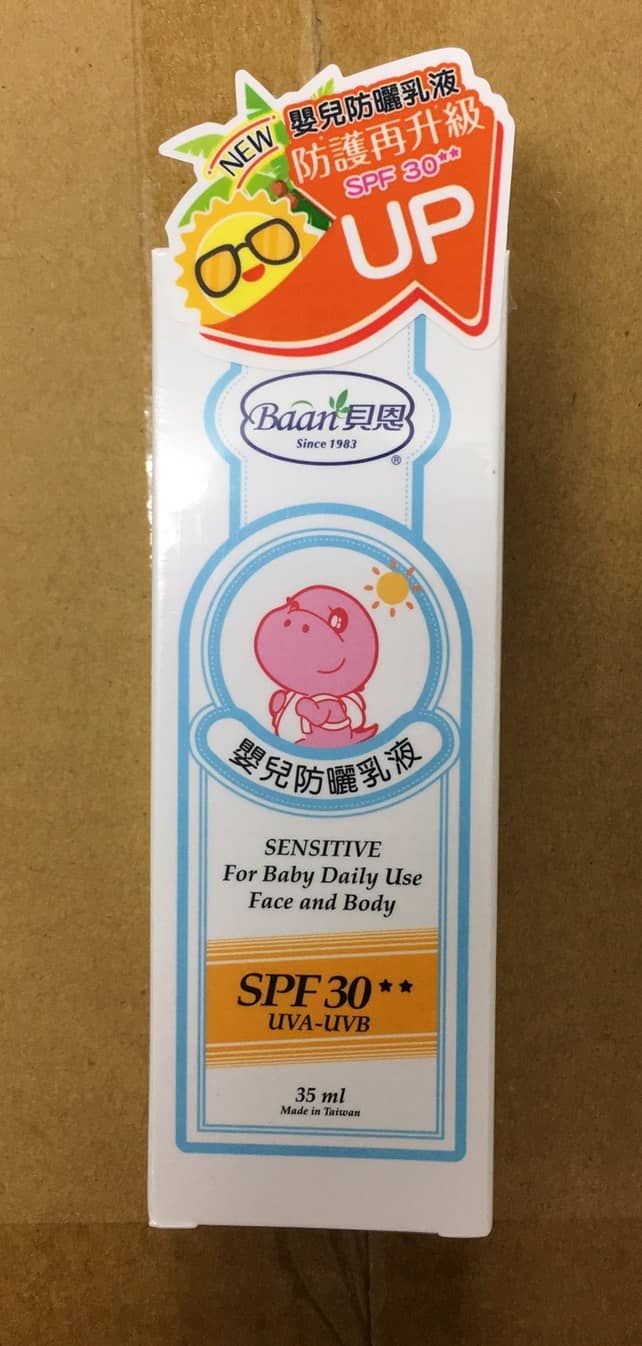 NEW
嬰兒防曬乳液
防護再升級
SPF 30**
UP
Baan貝恩
Since 1983
®
嬰兒防曬乳液
SENSITIVE
For Baby Daily Use
Face and Body
SPF 30 ★★
UVA-UVB
35 ml
Made in Taiwan